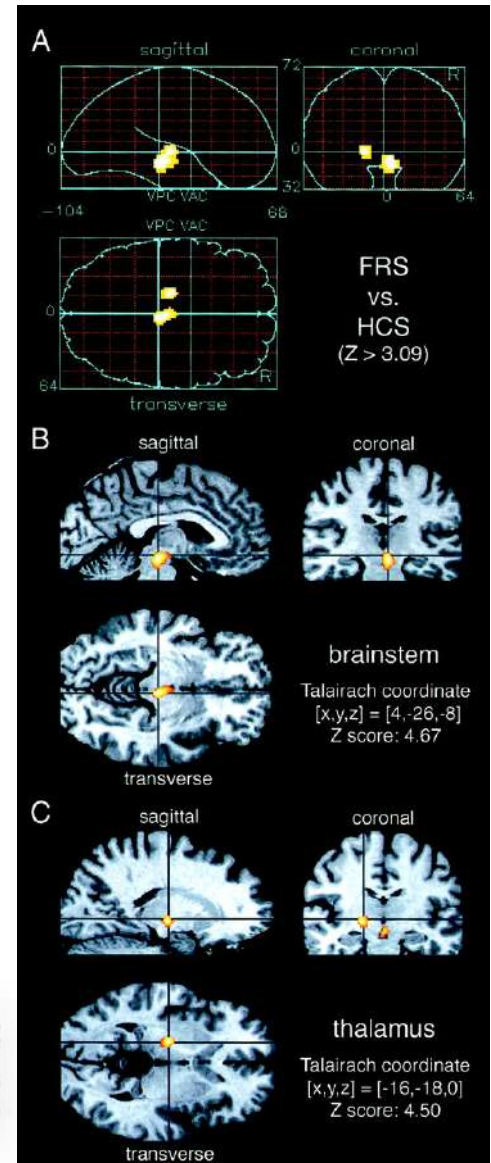 A
sagittal
coronal
72
R
0
0
32
-104
VPC VAC
68
0
64
VPC VAC
0
64
R
transverse
FRS
vs.
HCS
(Z > 3.09)
B
sagittal
coronal
brainstem
Talairach coordinate
[x,y,z] = [4,-26,-8]
Z score: 4.67
transverse
C
sagittal
coronal
thalamus
Talairach coordinate
[x,y,z] = [-16,-18,0]
Z score: 4.50
transverse